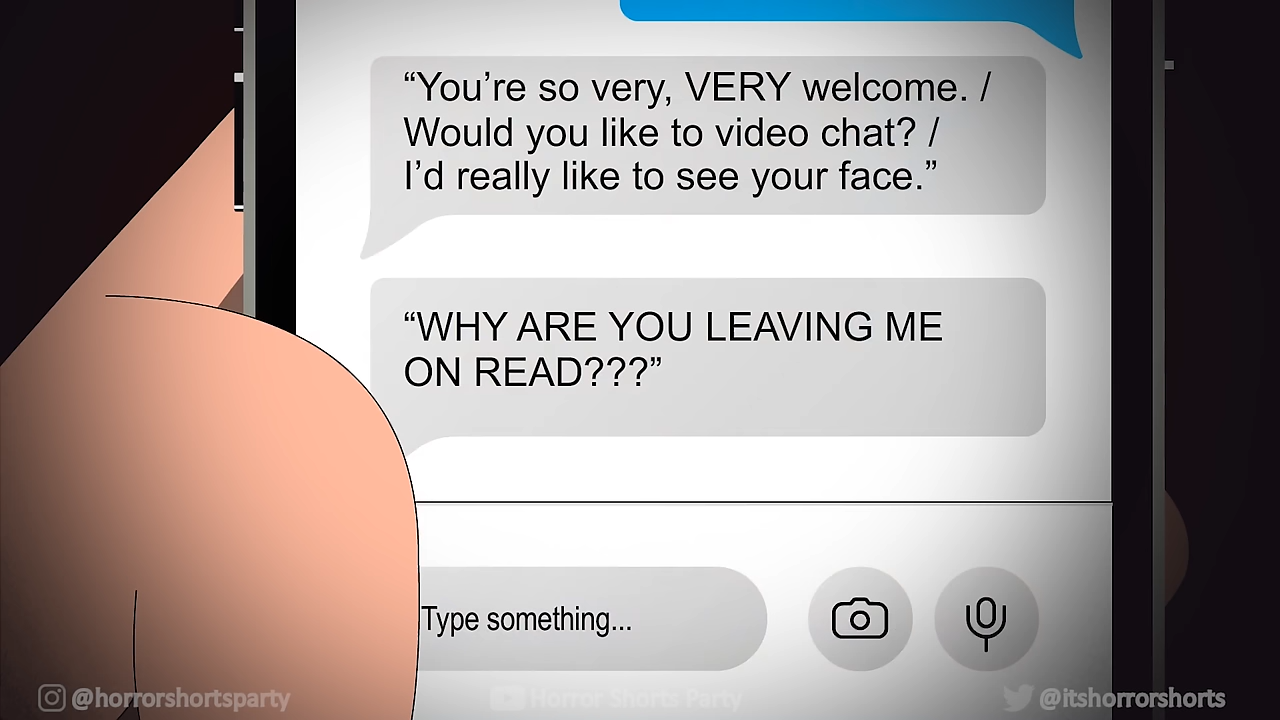 “You’re so very, VERY welcome. /
Would you like to video chat? /
I’d really like to see your face.”
“WHY ARE YOU LEAVING ME
ON READ???”
Type something...
@horrorshortsparty
Horror Shorts Party
@itshorrorshorts